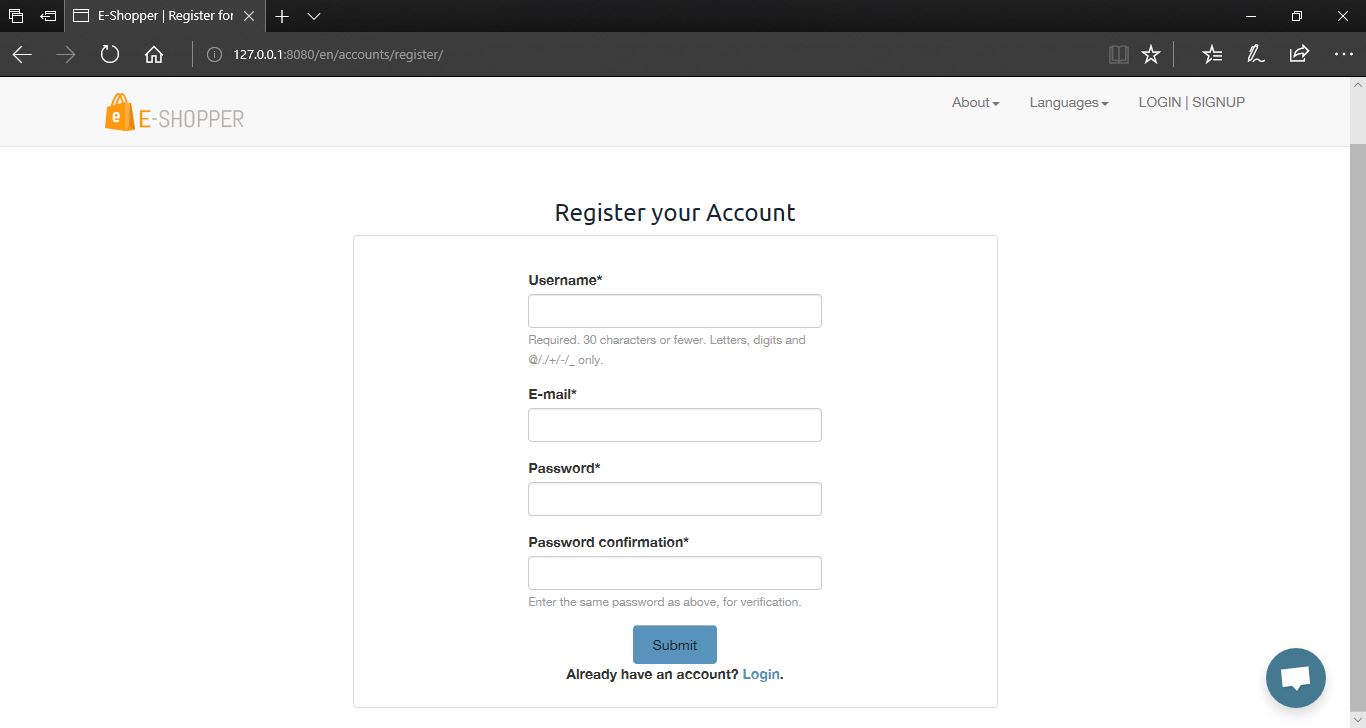 E-Shopper | Register for
127.0.0.1:8080/en/accounts/register/
e E-SHOPPER
About Languages LOGIN | SIGNUP
Register your Account
Username*
Required. 30 characters or fewer. Letters, digits and
@/./+/-/_ only.
E-mail*
Password*
Password confirmation*
Enter the same password as above, for verification.
Submit
Already have an account? Login.